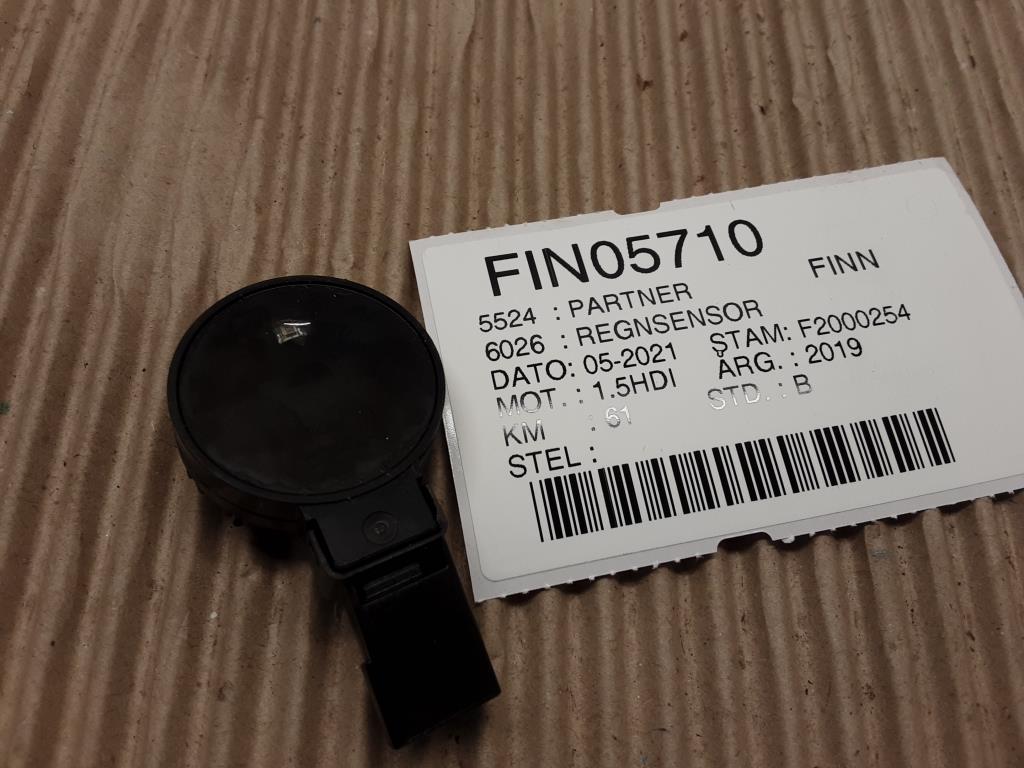 FIN05710
FINN
5524 : PARTNER
6026 : REGNSENSOR
DATO: 05-2021 ŞTAM: F2000254
MOT. : 1.5HDI ÅRG. : 2019
KM : 61 STD. : B
STEL :